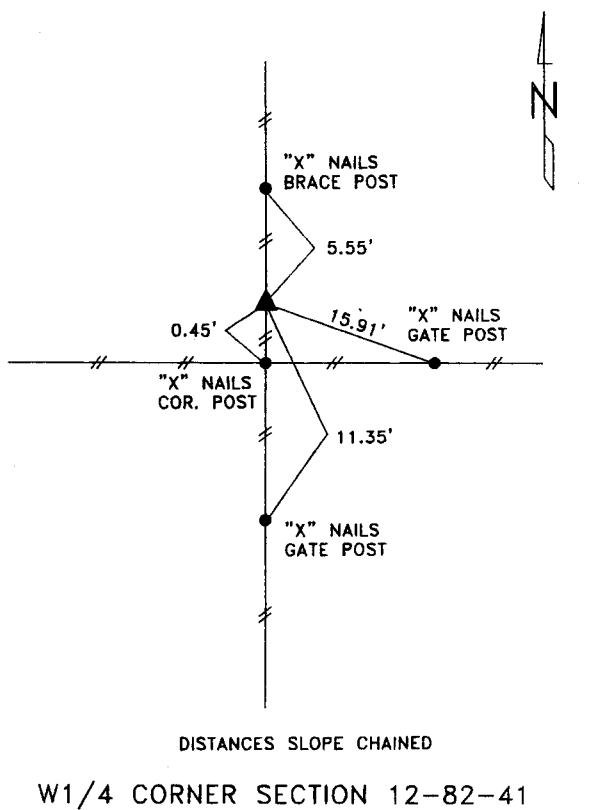 N
"X" NAILS
BRACE POST
5.55'
15.91'
"X" NAILS
GATE POST
0.45'
"X" NAILS
COR. POST
11.35'
"X" NAILS
GATE POST
DISTANCES SLOPE CHAINED
W1/4 CORNER SECTION 12-82-41